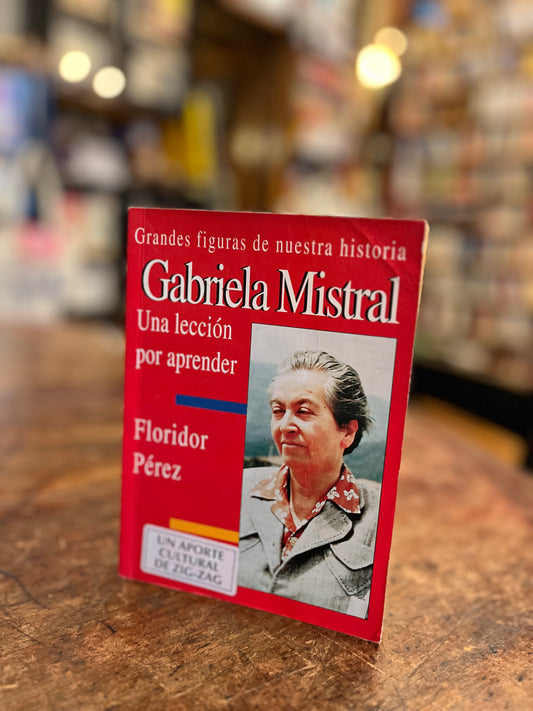 Grandes figuras de nuestra historia
Gabriela Mistral
Una lección
por aprender
Floridor
Pérez
UN APORTE
CULTURAL
DE ZIG-ZAG